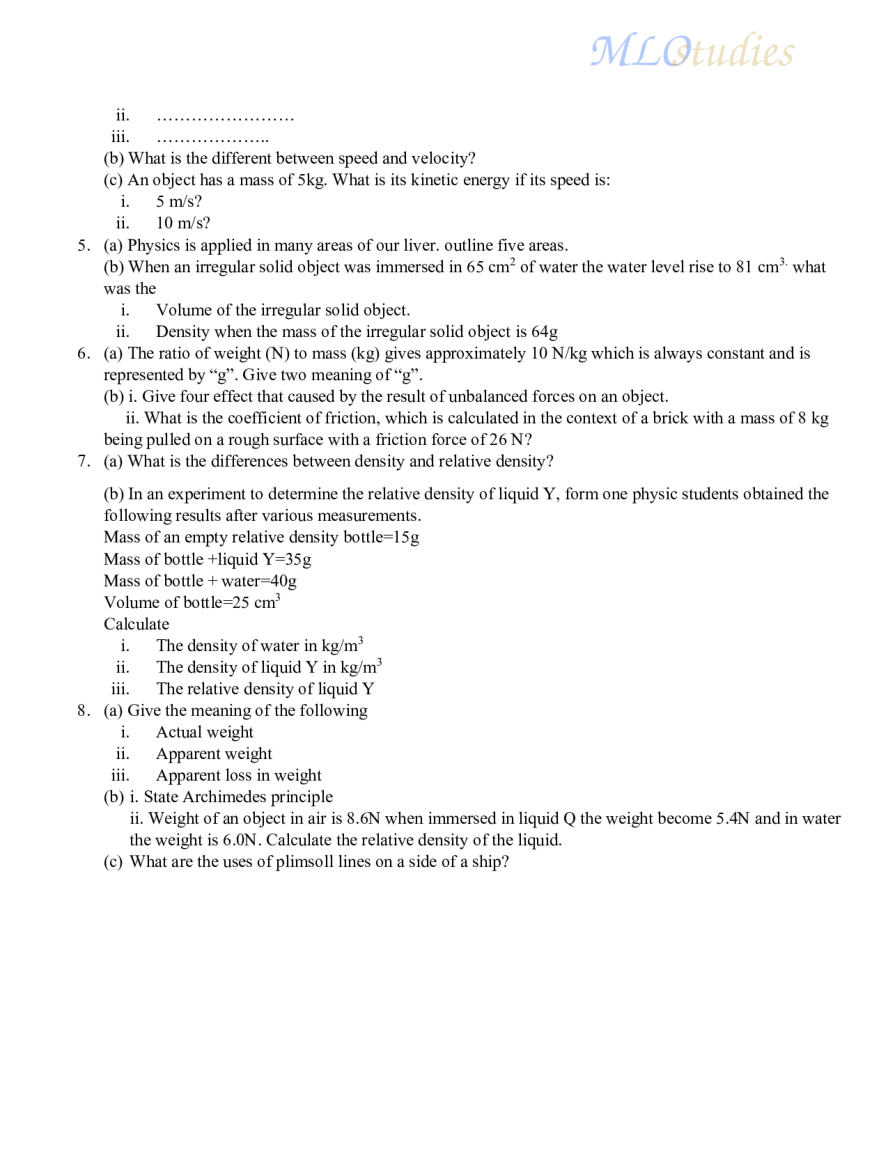 MLOstudies
ii. ……………………
iii. ………………..
(b) What is the different between speed and velocity?
(c) An object has a mass of 5kg. What is its kinetic energy if its speed is:
i. 5 m/s?
ii. 10 m/s?
5. (a) Physics is applied in many areas of our liver. outline five areas.
(b) When an irregular solid object was immersed in 65 cm² of water the water level rise to 81 cm³· what
was the
i. Volume of the irregular solid object.
ii. Density when the mass of the irregular solid object is 64g
6. (a) The ratio of weight (N) to mass (kg) gives approximately 10 N/kg which is always constant and is
represented by “g”. Give two meaning of “g”.
(b) i. Give four effect that caused by the result of unbalanced forces on an object.
ii. What is the coefficient of friction, which is calculated in the context of a brick with a mass of 8 kg
being pulled on a rough surface with a friction force of 26 N?
7. (a) What is the differences between density and relative density?
(b) In an experiment to determine the relative density of liquid Y, form one physic students obtained the
following results after various measurements.
Mass of an empty relative density bottle=15g
Mass of bottle +liquid Y=35g
Mass of bottle + water=40g
Volume of bottle=25 cm³
Calculate
i. The density of water in kg/m³
ii. The density of liquid Y in kg/m³
iii. The relative density of liquid Y
8. (a) Give the meaning of the following
i. Actual weight
ii. Apparent weight
iii. Apparent loss in weight
(b) i. State Archimedes principle
ii. Weight of an object in air is 8.6N when immersed in liquid Q the weight become 5.4N and in water
the weight is 6.0N. Calculate the relative density of the liquid.
(c) What are the uses of plimsoll lines on a side of a ship?